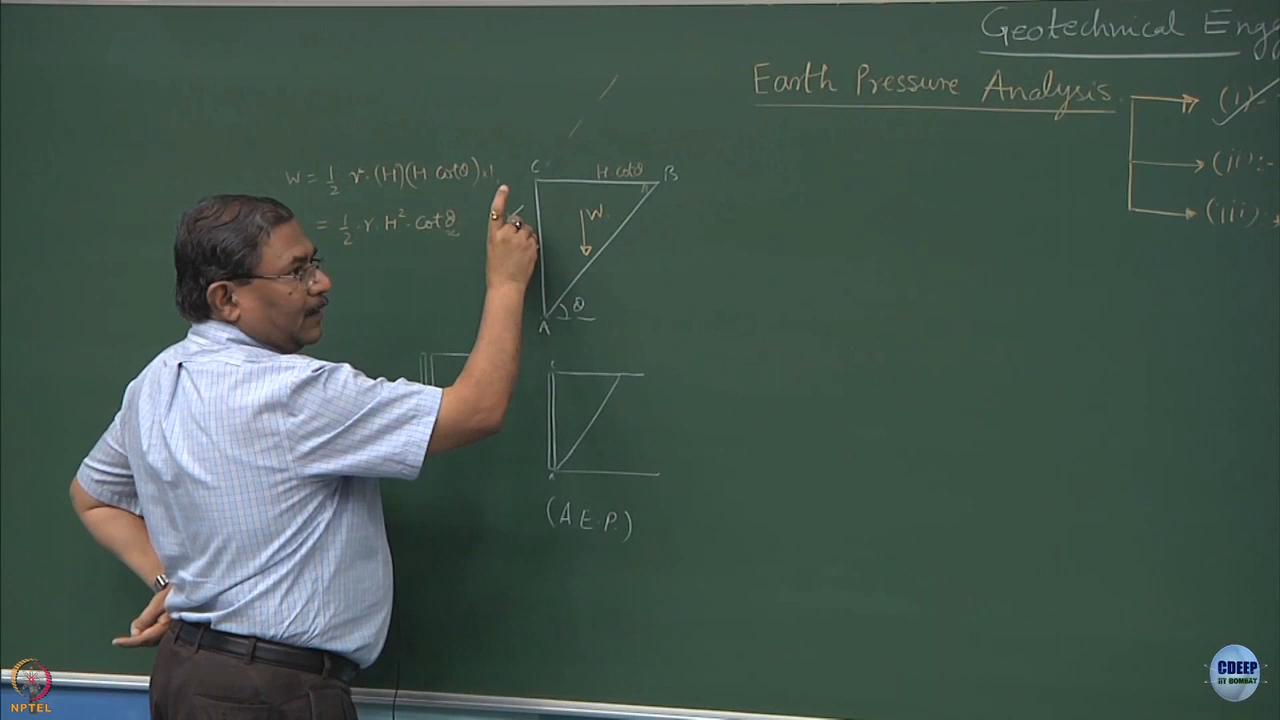 Geotechnical Engg
Earth Pressure Analysis
(i) :-
(ii) :-
(iii) :-
W = 1/2 γ · (H) (H cotθ) × 1
= 1/2 · γ · H² · cotθ
C
H · cotθ
B
W
θ
A
A
(A E. P.)
NPTEL
CDEEP
IIT BOMBAY